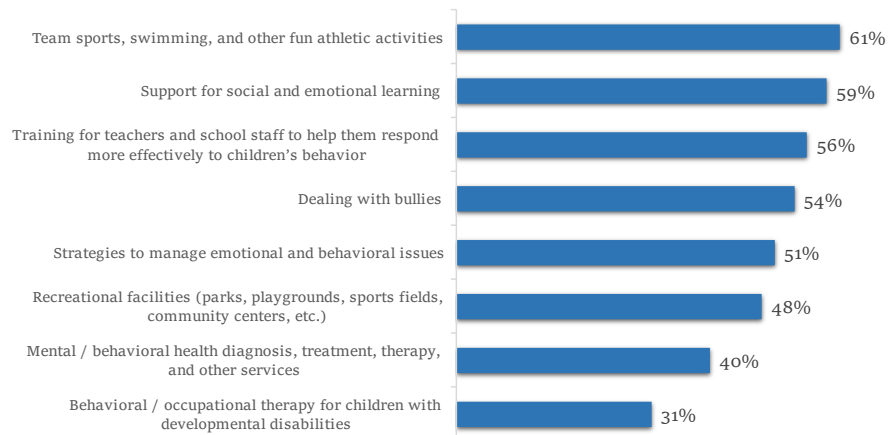 Team sports, swimming, and other fun athletic activities 61%
Support for social and emotional learning 59%
Training for teachers and school staff to help them respond
more effectively to children's behavior 56%
Dealing with bullies 54%
Strategies to manage emotional and behavioral issues 51%
Recreational facilities (parks, playgrounds, sports fields,
community centers, etc.) 48%
Mental / behavioral health diagnosis, treatment, therapy,
and other services 40%
Behavioral / occupational therapy for children with
developmental disabilities 31%